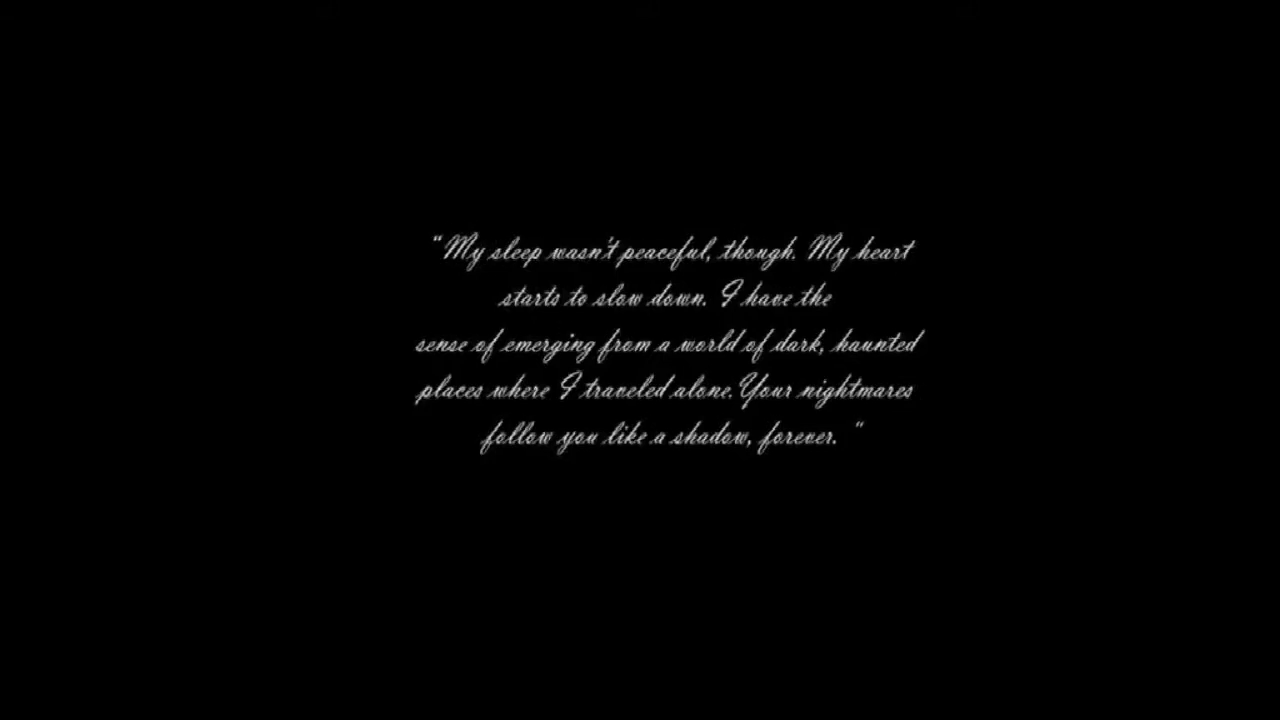 “My sleep wasn't peaceful, though. My heart
starts to slow down. I have the
sense of emerging from a world of dark, haunted
places where I traveled alone.Your nightmares
follow you like a shadow, forever. “